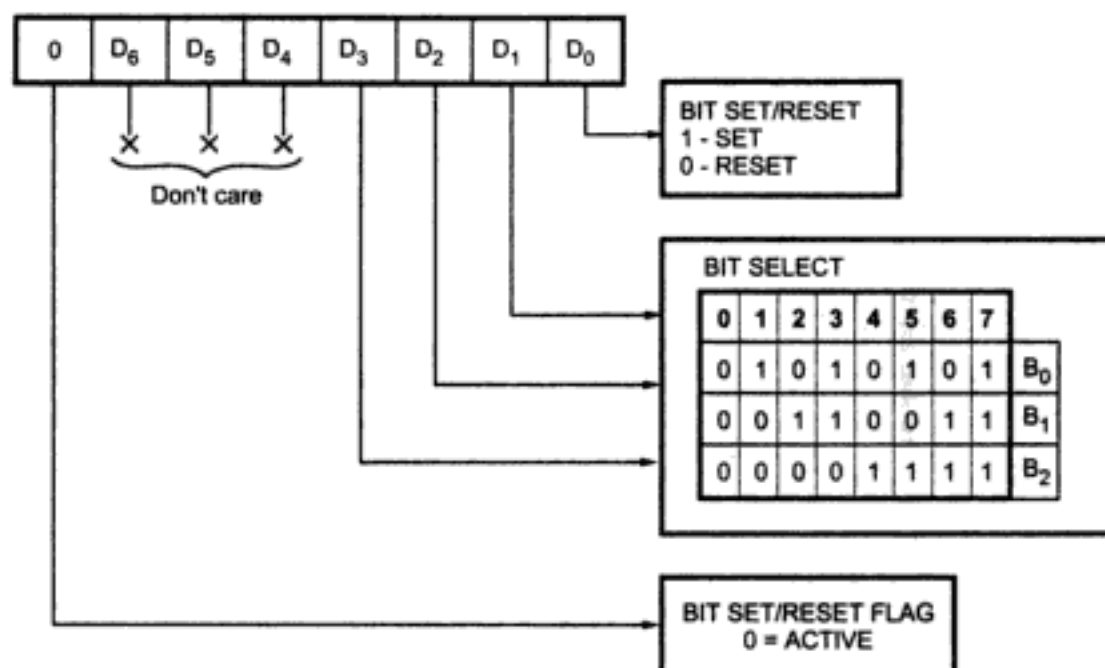 0 D₆ D₅ D₄ D₃ D₂ D₁ D₀
Don't care
BIT SET/RESET
1 - SET
0 - RESET
BIT SELECT
0 1 2 3 4 5 6 7
0 1 0 1 0 1 0 1 B₀
0 0 1 1 0 0 1 1 B₁
0 0 0 0 1 1 1 1 B₂
BIT SET/RESET FLAG
0 = ACTIVE